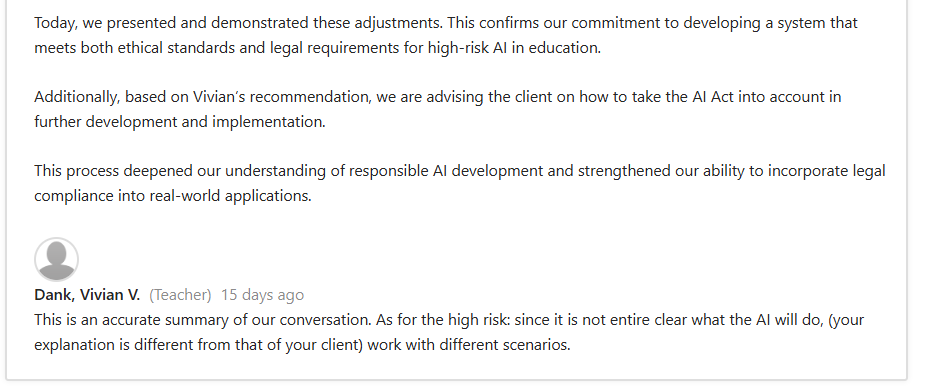 Today, we presented and demonstrated these adjustments. This confirms our commitment to developing a system that
meets both ethical standards and legal requirements for high-risk AI in education.
Additionally, based on Vivian's recommendation, we are advising the client on how to take the AI Act into account in
further development and implementation.
This process deepened our understanding of responsible AI development and strengthened our ability to incorporate legal
compliance into real-world applications.
Dank, Vivian V. (Teacher) 15 days ago
This is an accurate summary of our conversation. As for the high risk: since it is not entire clear what the AI will do, (your
explanation is different from that of your client) work with different scenarios.